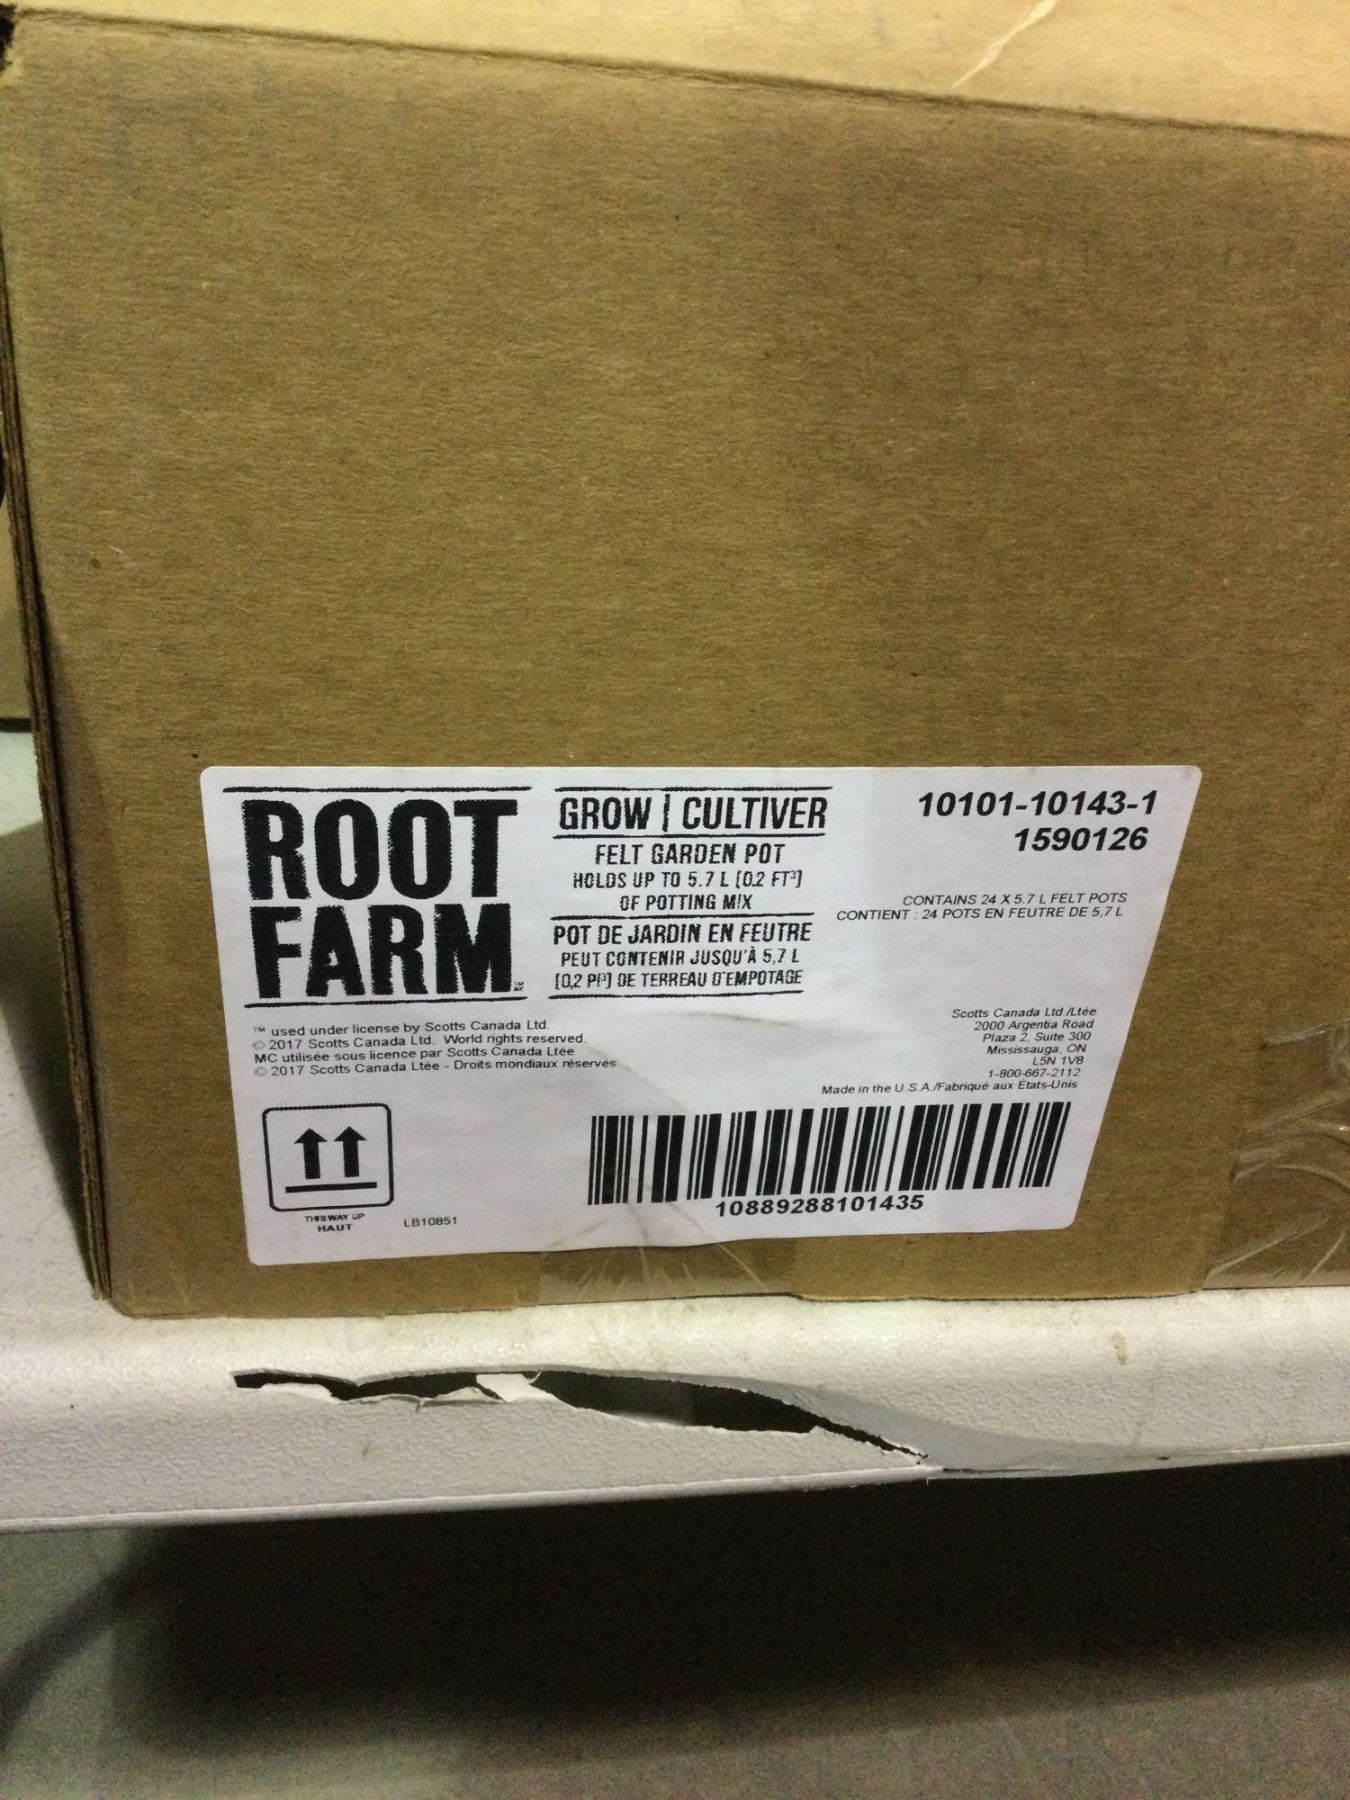 ROOT
FARM
TM
MC
GROW | CULTIVER
FELT GARDEN POT
HOLDS UP TO 5.7 L [0.2 FT³]
OF POTTING MIX
POT DE JARDIN EN FEUTRE
PEUT CONTENIR JUSQU'À 5,7 L
[0,2 PI³] DE TERREAU D'EMPOTAGE
10101-10143-1
1590126
CONTAINS 24 X 5.7 L FELT POTS
CONTIENT : 24 POTS EN FEUTRE DE 5,7 L
™ used under license by Scotts Canada Ltd.
© 2017 Scotts Canada Ltd. World rights reserved.
MC utilisée sous licence par Scotts Canada Ltée
© 2017 Scotts Canada Ltée - Droits mondiaux réservés
Scotts Canada Ltd./Ltée
2000 Argentia Road
Plaza 2, Suite 300
Mississauga, ON
L5N 1V8
1-800-667-2112
Made in the U.S.A./Fabriqué aux États-Unis
THIS WAY UP
HAUT
LB10851
10889288101435